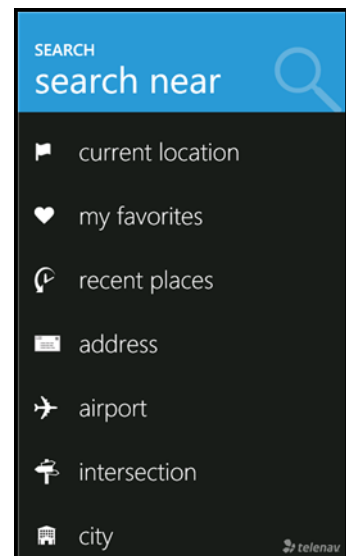 SEARCH
search near
current location
my favorites
recent places
address
airport
intersection
city
telenav